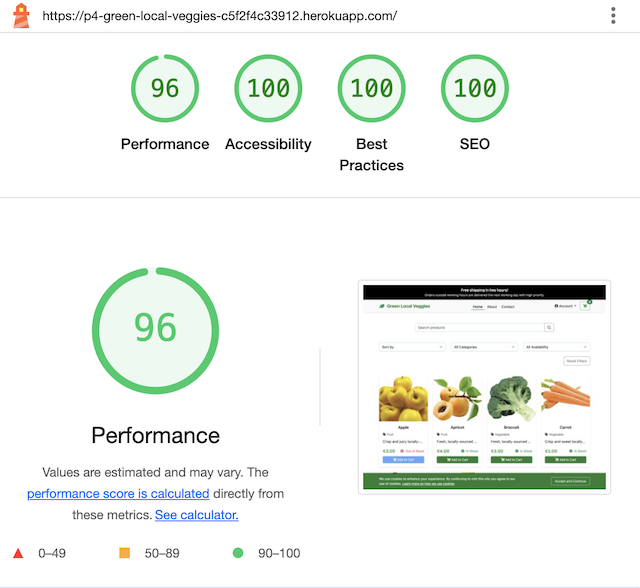 https://p4-green-local-veggies-c5f2f4c33912.herokuapp.com/
96
100
100
100
Performance
Accessibility
Best
Practices
SEO
96
Performance
Values are estimated and may vary. The
performance score is calculated directly from
these metrics. See calculator.
0–49
50–89
90–100
Free shipping in two hours!
Orders outside working hours are delivered the next working day with high priority
Green Local Veggies
Home
About
Contact
Account
Search products
Sort by
All Categories
All Availability
Reset Filters
Apple
Apricot
Broccoli
Carrot
Fruit
Fruit
Vegetable
Vegetable
Crisp and juicy locally-...
Fresh, locally-sourced ...
Fresh, locally-sourced ...
Crisp and sweet locally...
€3.00
Out of Stock
€4.00
In Stock
€2.00
In Stock
In Stock
Add to Cart
Add to Cart
Add to Cart
Add to Cart
We use cookies to enhance your experience. By continuing to visit this site you agree to our
use of cookies. Learn more on how we use cookies
Accept and Continue